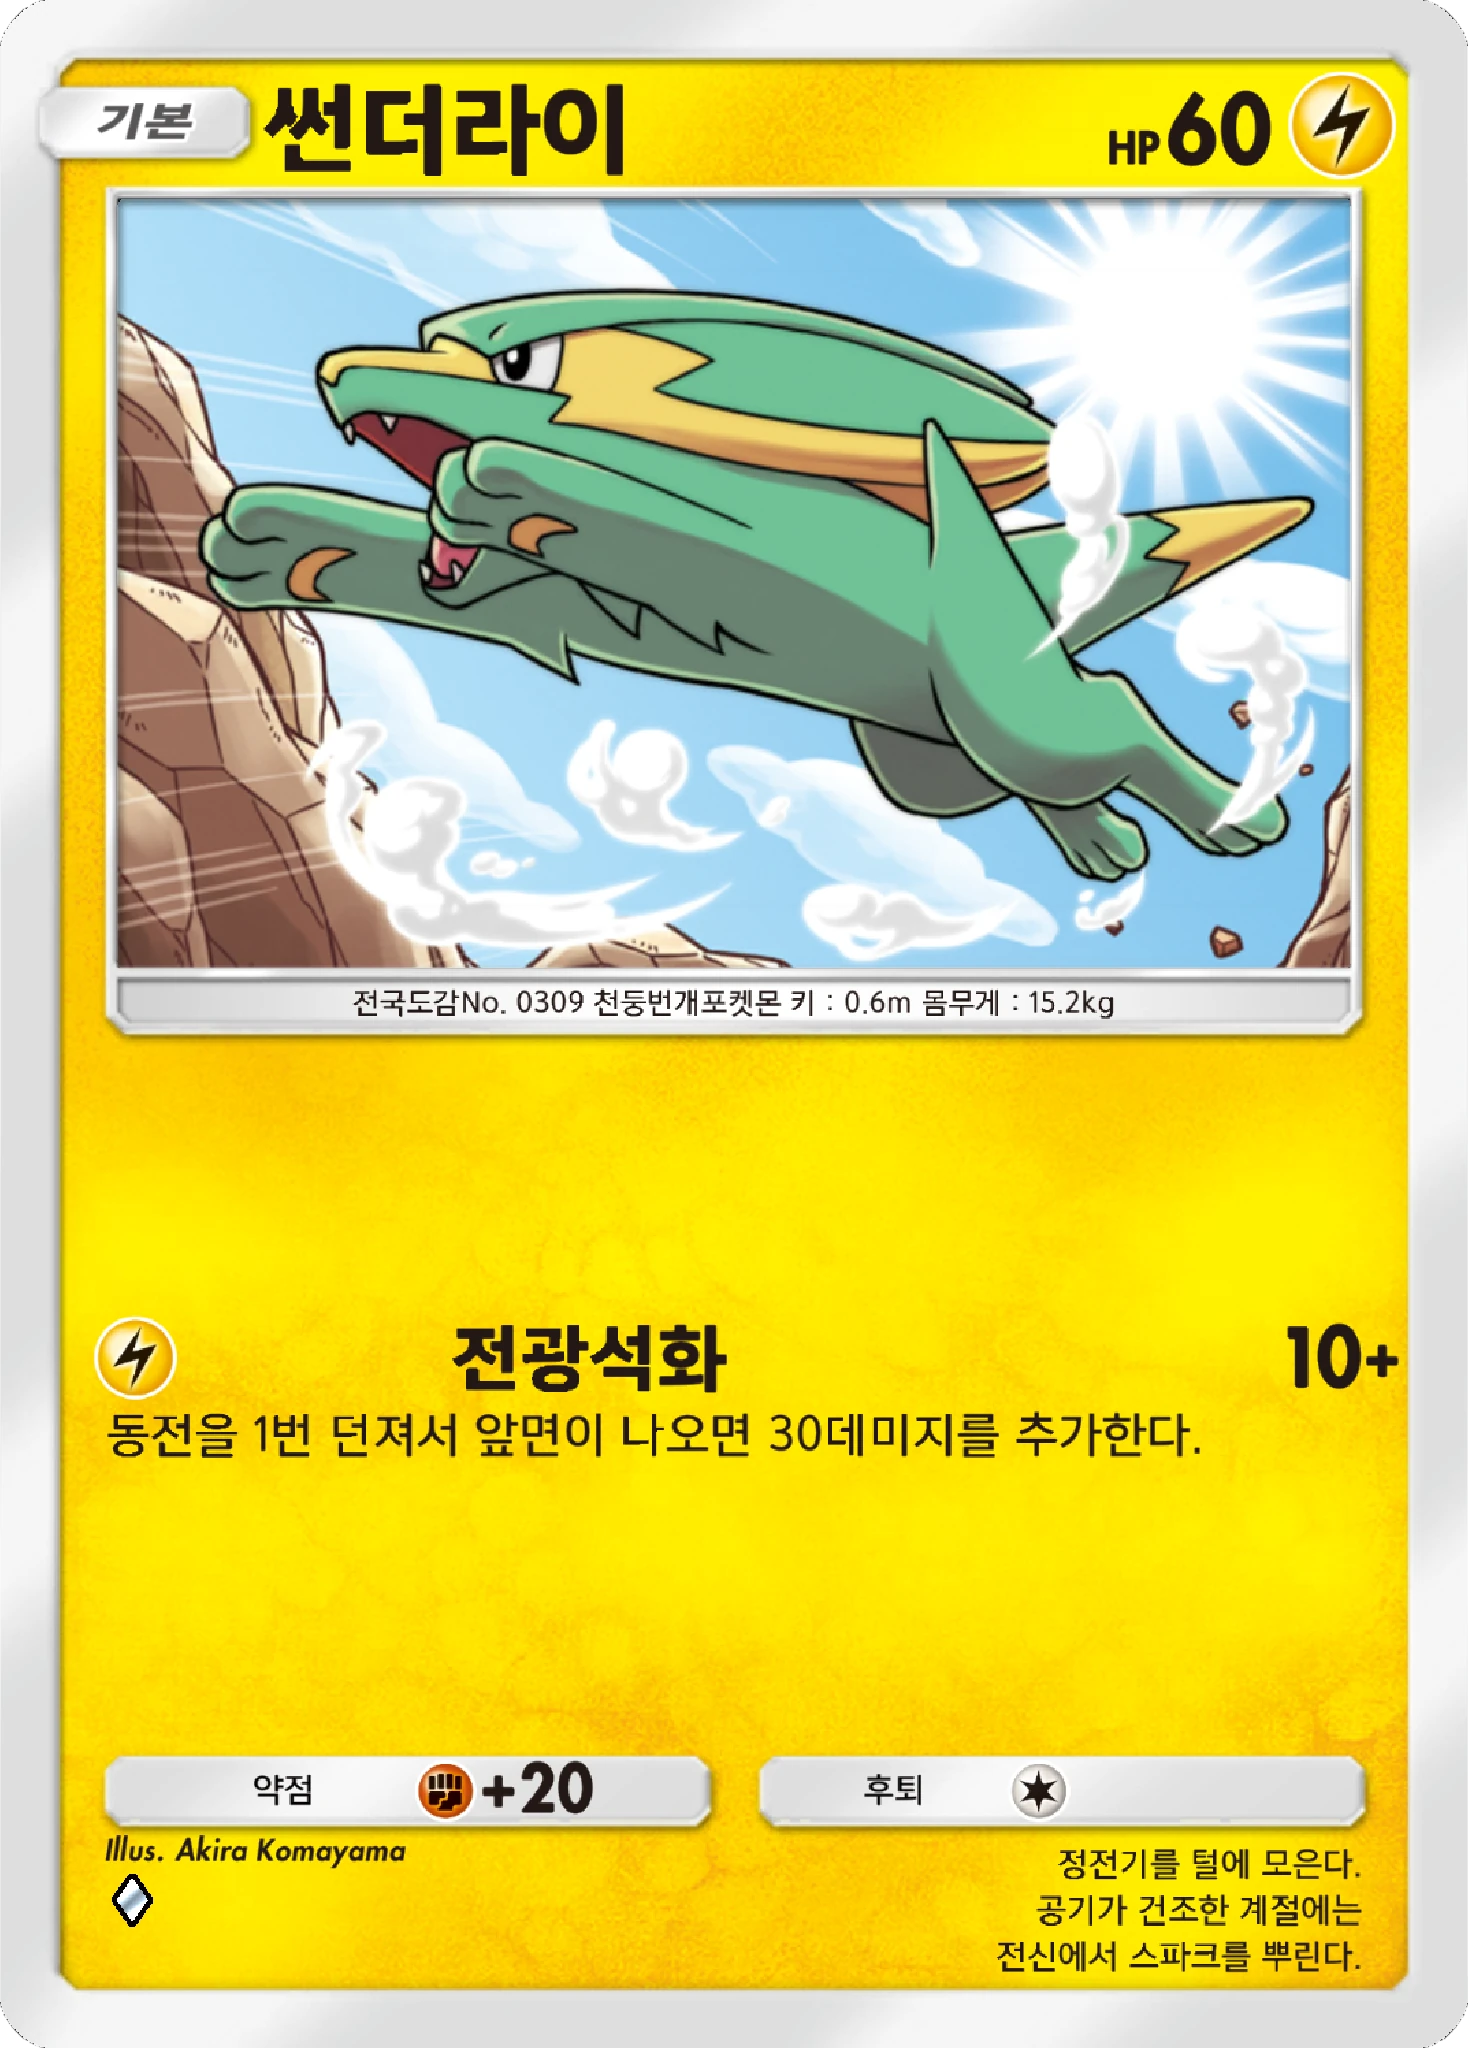 기본
썬더라이
HP60
전국도감No. 0309 천둥번개포켓몬 키 : 0.6m 몸무게 : 15.2kg
전광석화 10+
동전을 1번 던져서 앞면이 나오면 30데미지를 추가한다.
약점 +20
후퇴
Illus. Akira Komayama
정전기를 털에 모은다.
공기가 건조한 계절에는
전신에서 스파크를 뿌린다.